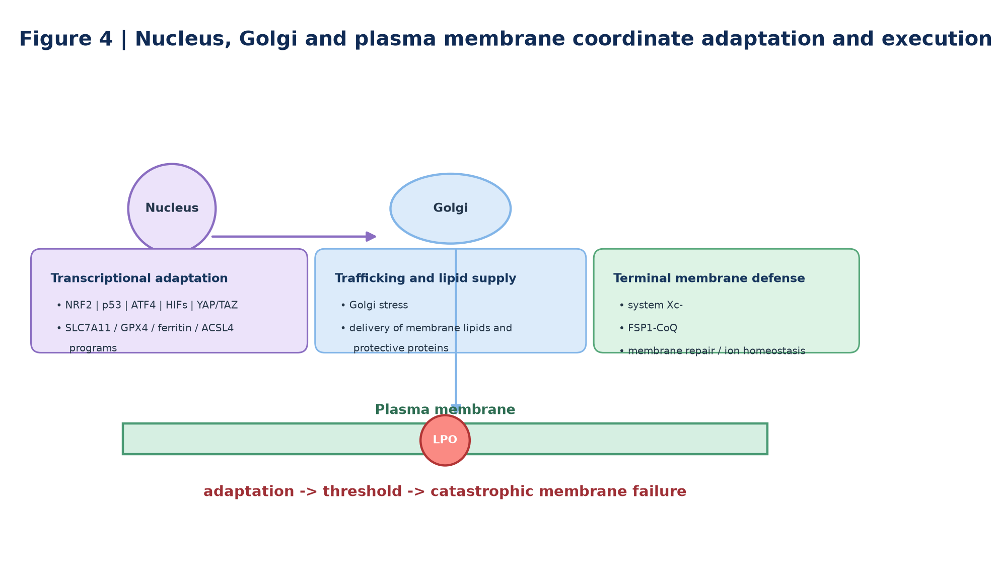 Figure 4 | Nucleus, Golgi and plasma membrane coordinate adaptation and execution
Nucleus
Golgi
Transcriptional adaptation
• NRF2 | p53 | ATF4 | HIFs | YAP/TAZ
• SLC7A11 / GPX4 / ferritin / ACSL4
programs
Trafficking and lipid supply
• Golgi stress
• delivery of membrane lipids and
protective proteins
Terminal membrane defense
• system Xc-
• FSP1-CoQ
• membrane repair / ion homeostasis
Plasma membrane
LPO
adaptation -> threshold -> catastrophic membrane failure